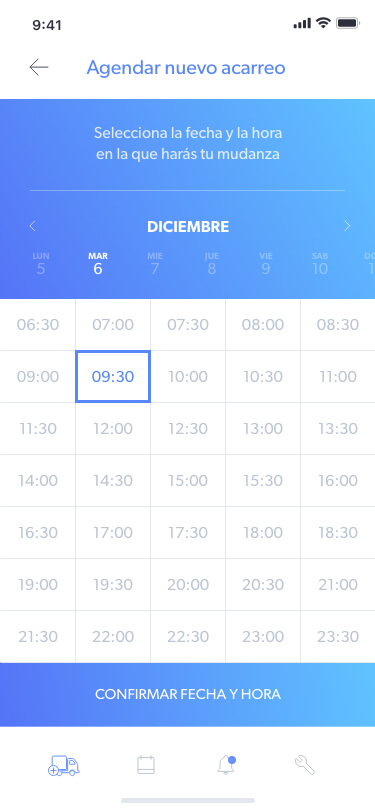 9:41
Agendar nuevo acarreo
Selecciona la fecha y la hora
en la que harás tu mudanza
DICIEMBRE
LUN MAR MIE JUE VIE SAB
5 6 7 8 9 10
06:30 07:00 07:30 08:00 08:30
09:00 09:30 10:00 10:30 11:00
11:30 12:00 12:30 13:00 13:30
14:00 14:30 15:00 15:30 16:00
16:30 17:00 17:30 18:00 18:30
19:00 19:30 20:00 20:30 21:00
21:30 22:00 22:30 23:00 23:30
CONFIRMAR FECHA Y HORA